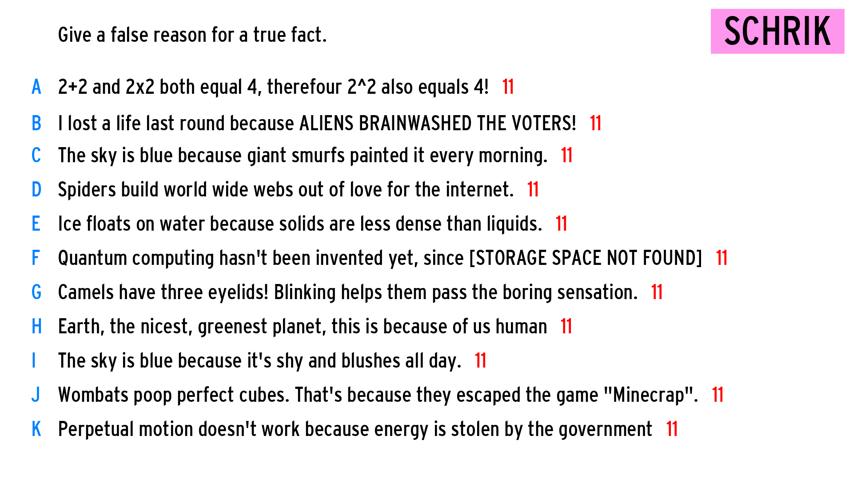 Give a false reason for a true fact.
SCHRIK
A 2+2 and 2x2 both equal 4, therefour 2^2 also equals 4! 11
B I lost a life last round because ALIENS BRAINWASHED THE VOTERS! 11
C The sky is blue because giant smurfs painted it every morning. 11
D Spiders build world wide webs out of love for the internet. 11
E Ice floats on water because solids are less dense than liquids. 11
F Quantum computing hasn't been invented yet, since [STORAGE SPACE NOT FOUND] 11
G Camels have three eyelids! Blinking helps them pass the boring sensation. 11
H Earth, the nicest, greenest planet, this is because of us human 11
I The sky is blue because it's shy and blushes all day. 11
J Wombats poop perfect cubes. That's because they escaped the game "Minecrap". 11
K Perpetual motion doesn't work because energy is stolen by the government 11